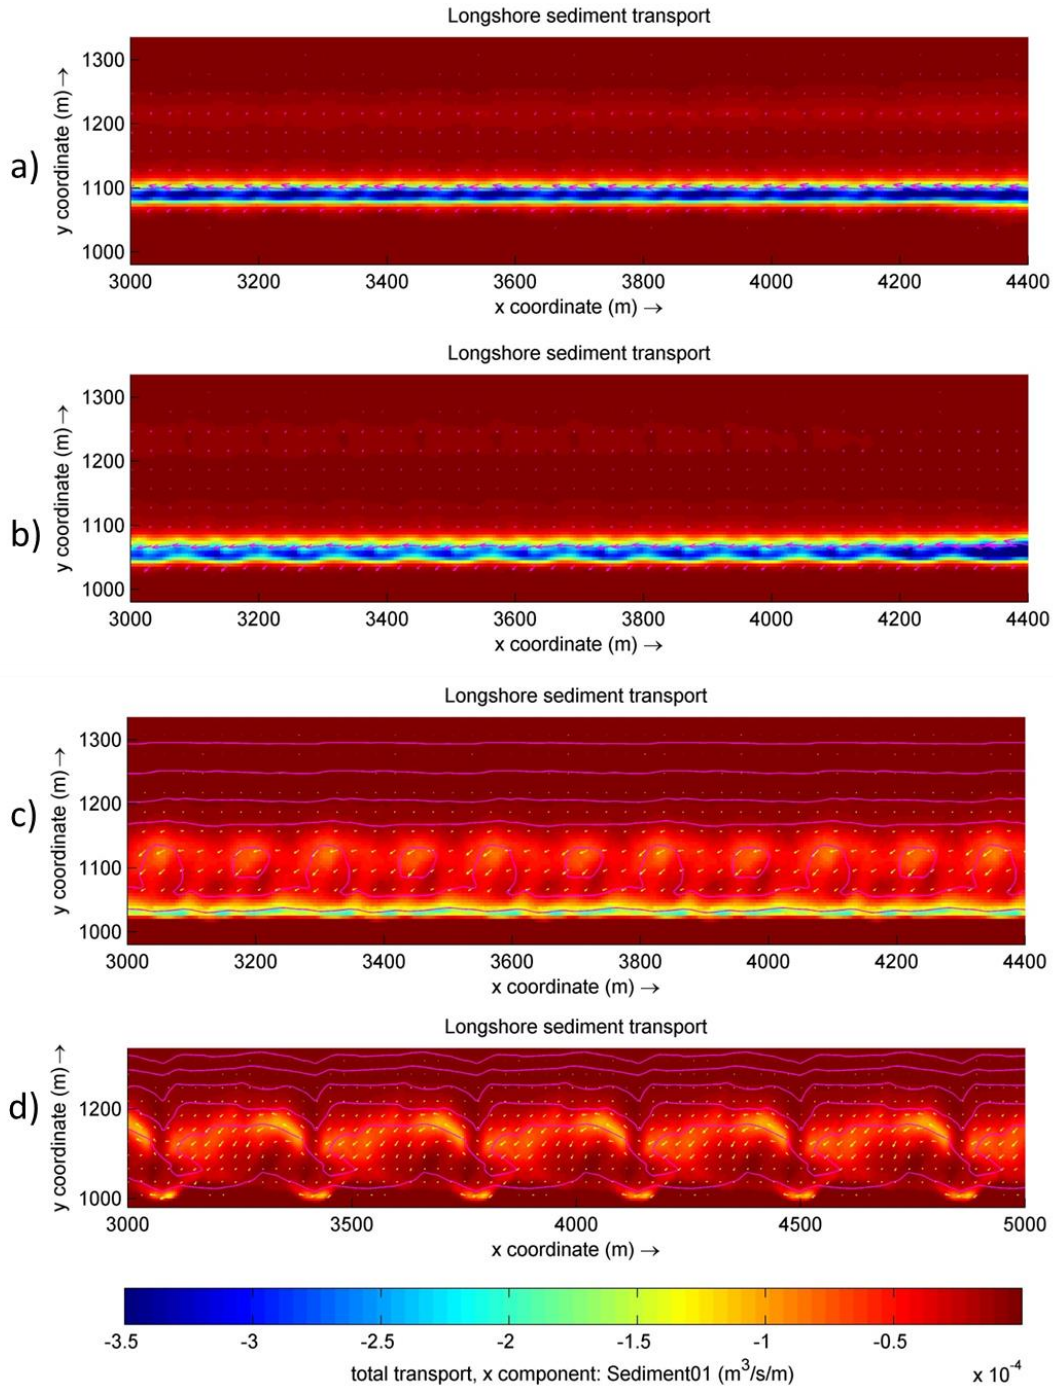 Longshore sediment transport
a)
y coordinate (m) →
1300
1200
1100
1000
3000 3200 3400 3600 3800 4000 4200 4400
x coordinate (m) →
Longshore sediment transport
b)
y coordinate (m) →
1300
1200
1100
1000
3000 3200 3400 3600 3800 4000 4200 4400
x coordinate (m) →
Longshore sediment transport
c)
y coordinate (m) →
1300
1200
1100
1000
3000 3200 3400 3600 3800 4000 4200 4400
x coordinate (m) →
Longshore sediment transport
d)
y coordinate (m) →
1200
1000
3000 3500 4000 4500 5000
x coordinate (m) →
-3.5 -3 -2.5 -2 -1.5 -1 -0.5
total transport, x component: Sediment01 (m³/s/m) x 10⁻⁴